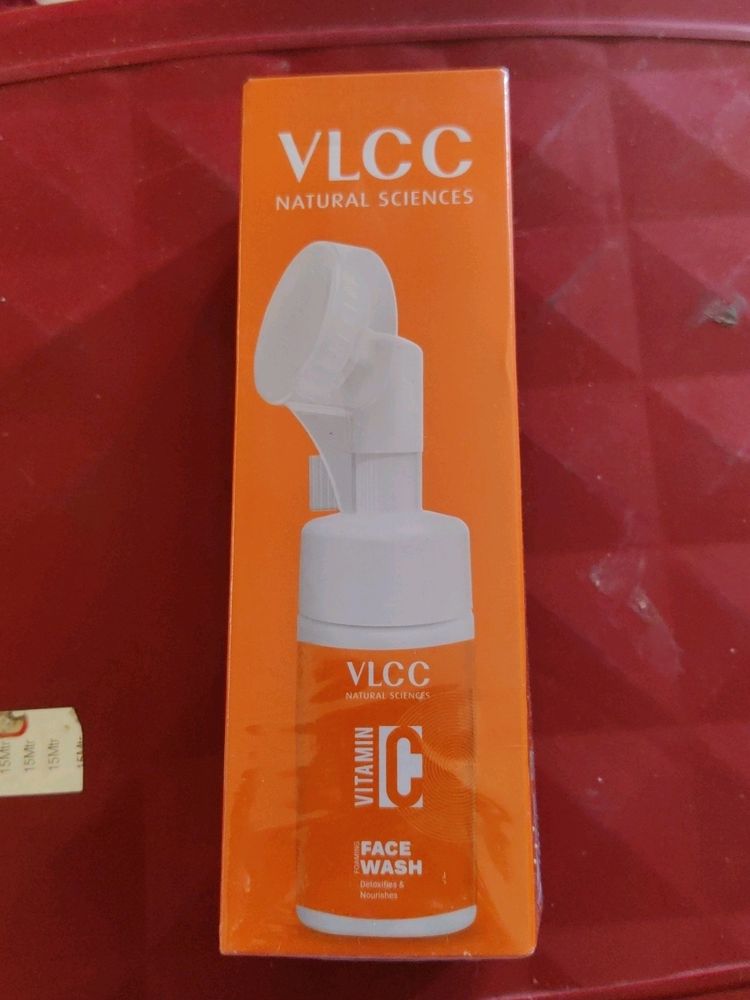 VLCC
NATURAL SCIENCES
VLCC
NATURAL SCIENCES
VITAMIN
C
FOAMING
FACE
WASH
Detoxifies &
Nourishes
15Mtr
15Mtr
15Mtr
15Mtr